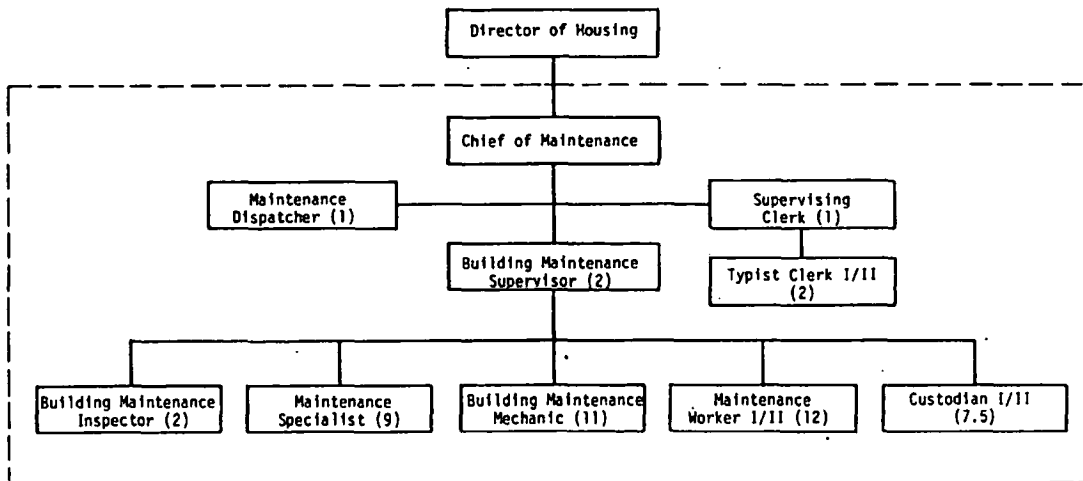 Director of Housing
Chief of Maintenance
Maintenance
Dispatcher (1)
Supervising
Clerk (1)
Building Maintenance
Supervisor (2)
Typist Clerk I/II
(2)
Building Maintenance
Inspector (2)
Maintenance
Specialist (9)
Building Maintenance
Mechanic (11)
Maintenance
Worker I/II (12)
Custodian I/II
(7.5)